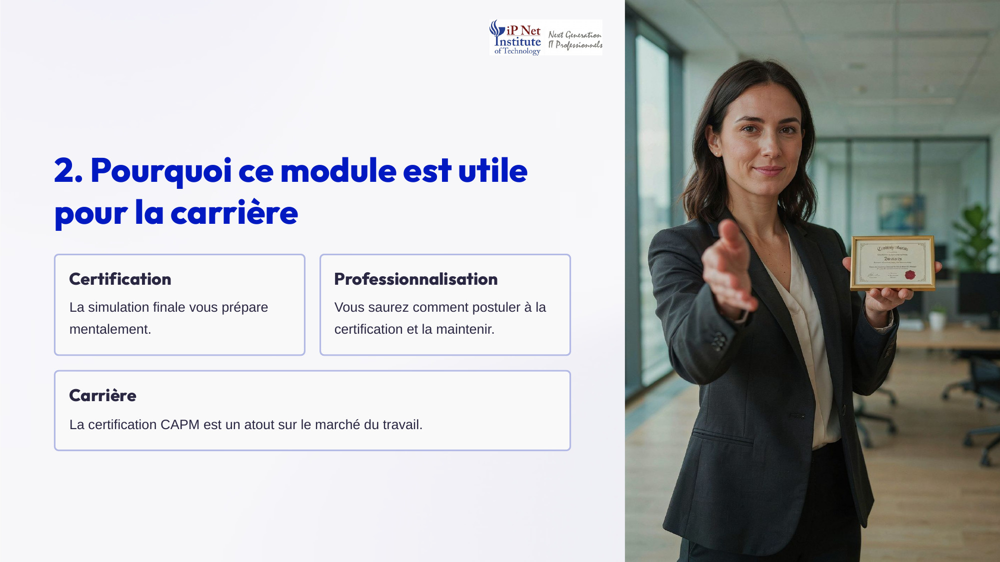 iP Net
Institute
of Technology
Next Generation
IT Professionnels
2. Pourquoi ce module est utile
pour la carrière
Certification
La simulation finale vous prépare
mentalement.
Professionnalisation
Vous saurez comment postuler à la
certification et la maintenir.
Carrière
La certification CAPM est un atout sur le marché du travail.